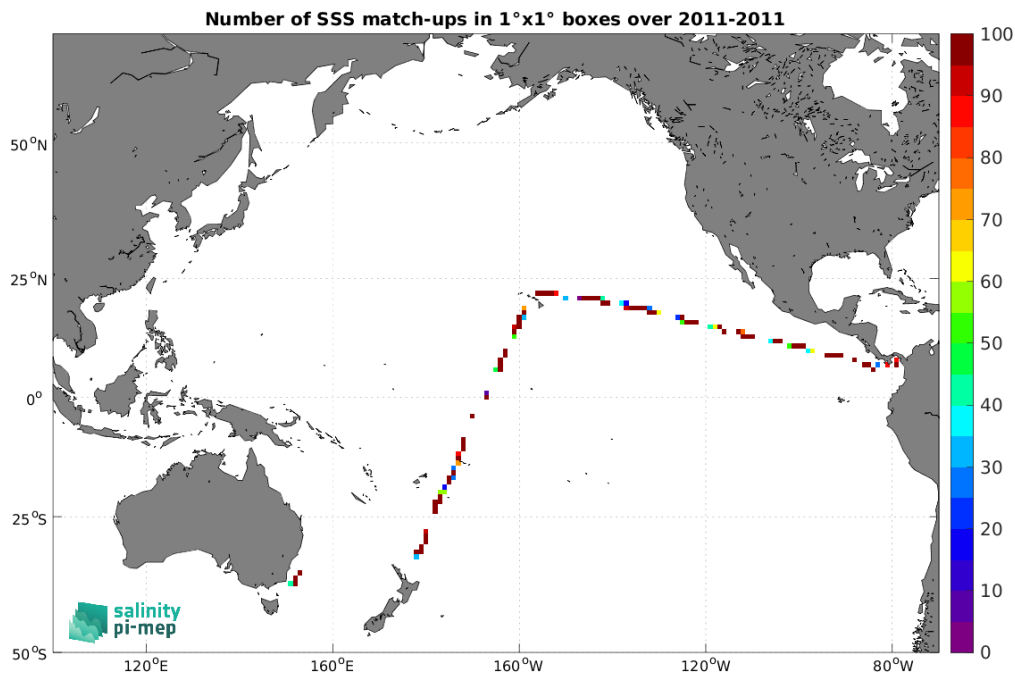 Number of SSS match-ups in 1°x1° boxes over 2011-2011
50°N
25°N
0°
25°S
50°S
120°E
160°E
160°W
120°W
80°W
100
90
80
70
60
50
40
30
20
10
0
salinity
pi-mep